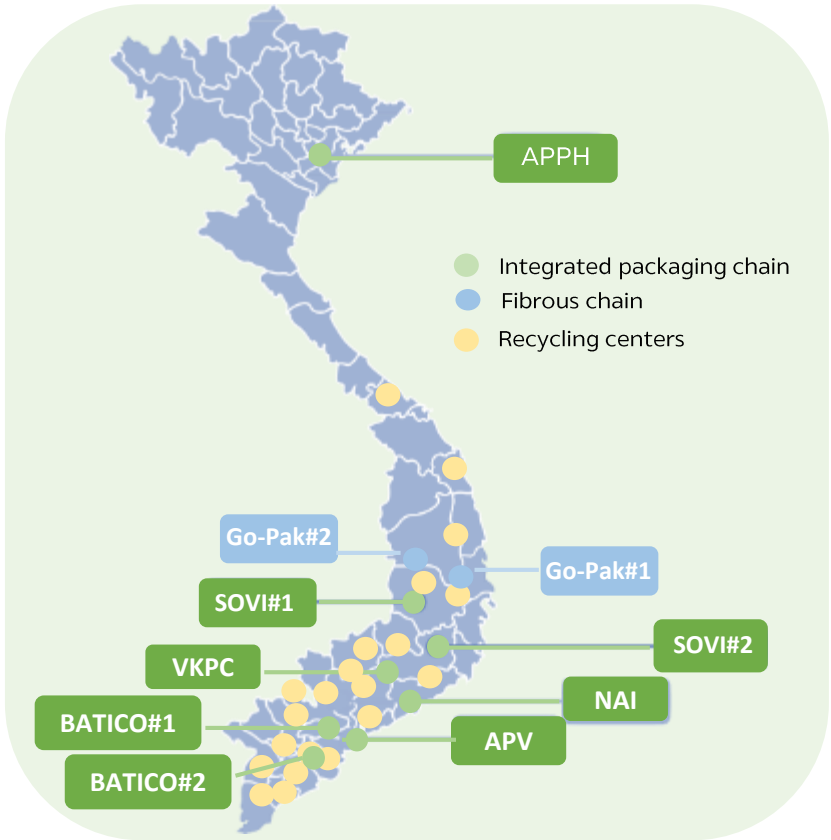 APPH
Integrated packaging chain
Fibrous chain
Recycling centers
Go-Pak#2
Go-Pak#1
SOVI#1
SOVI#2
VKPC
NAI
BATICO#1
APV
BATICO#2